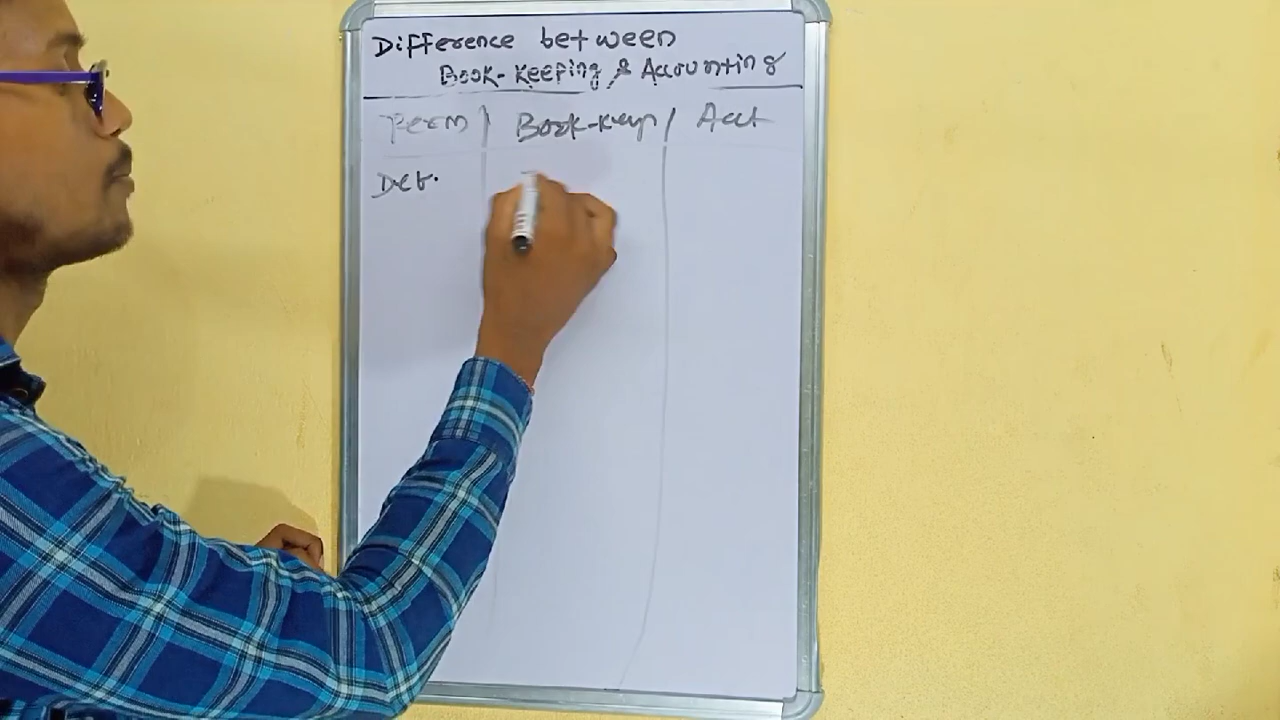 Difference between
Book-Keeping & Accounting
Term | Book-keep | Acct
Def.